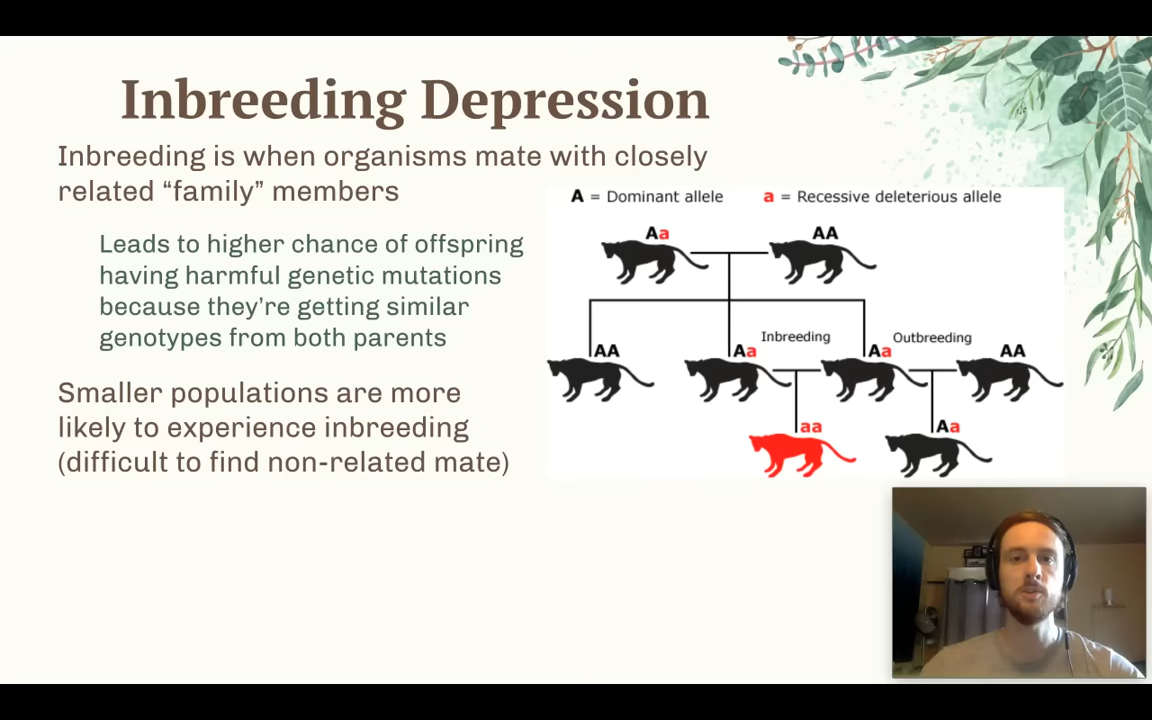 Inbreeding Depression
Inbreeding is when organisms mate with closely
related “family” members
Leads to higher chance of offspring
having harmful genetic mutations
because they’re getting similar
genotypes from both parents
Smaller populations are more
likely to experience inbreeding
(difficult to find non-related mate)
A = Dominant allele a = Recessive deleterious allele
Aa AA
Inbreeding Outbreeding
AA Aa Aa AA
aa Aa